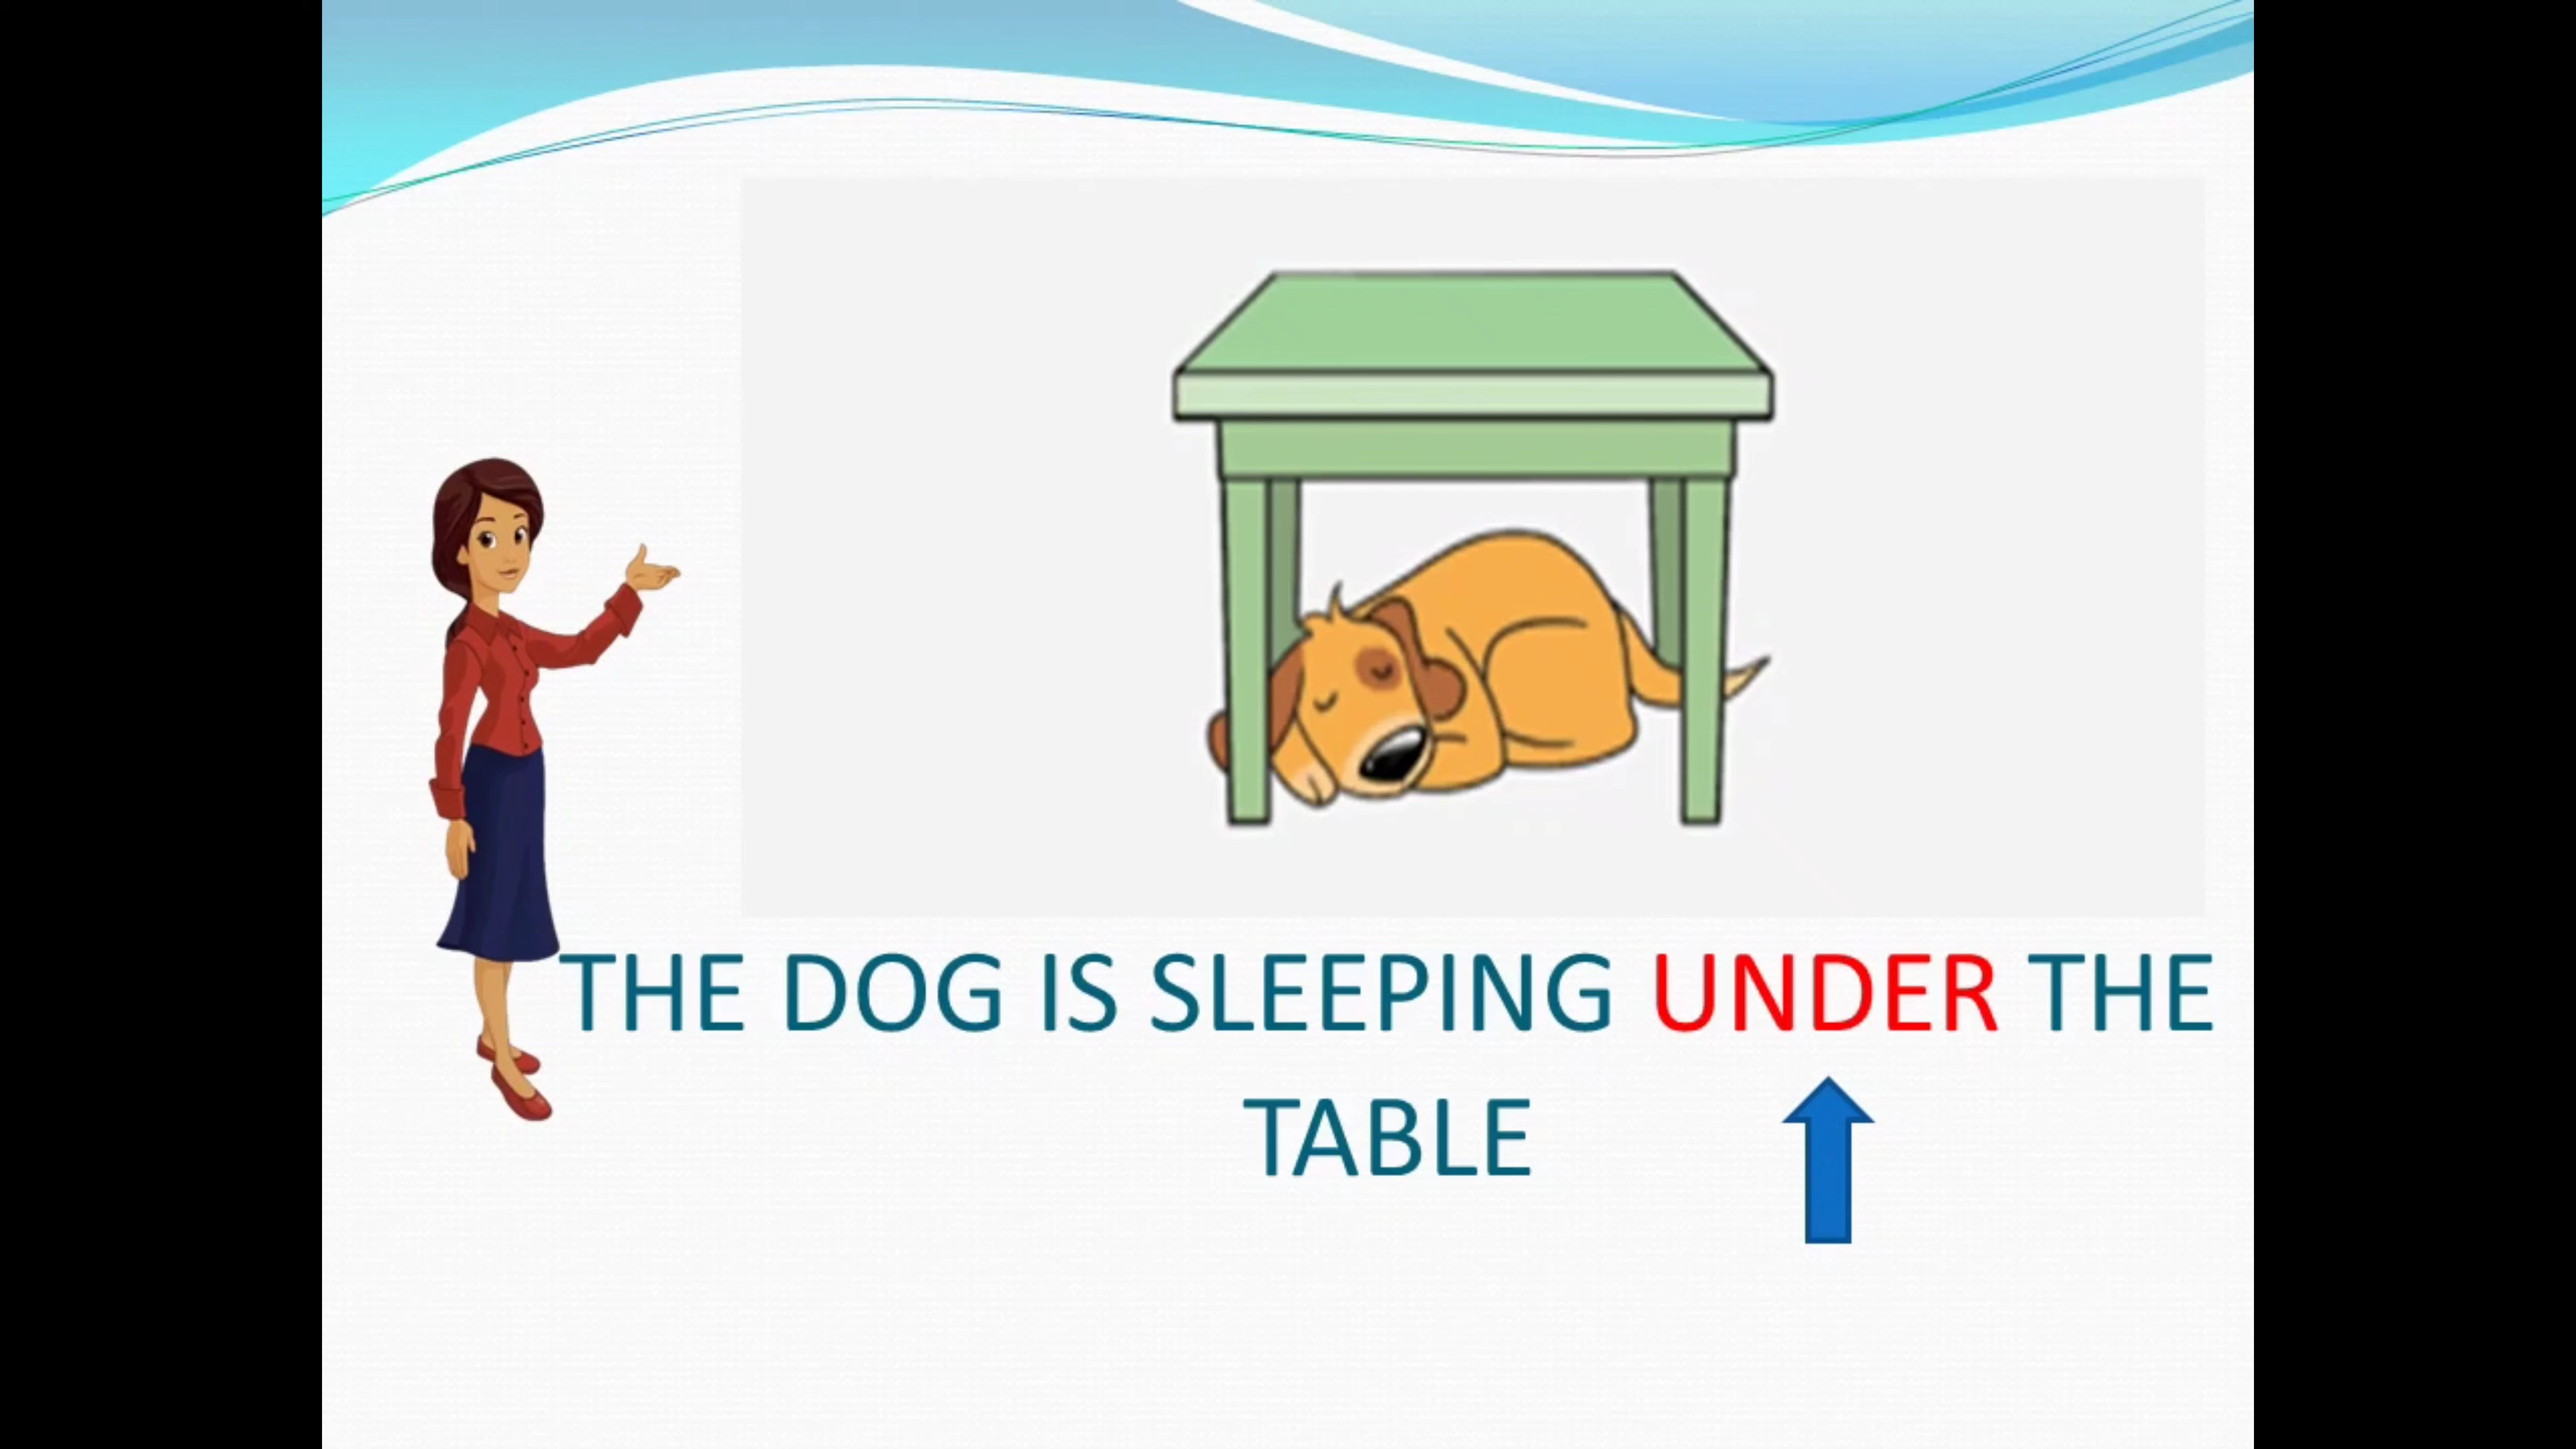 THE DOG IS SLEEPING UNDER THE
TABLE